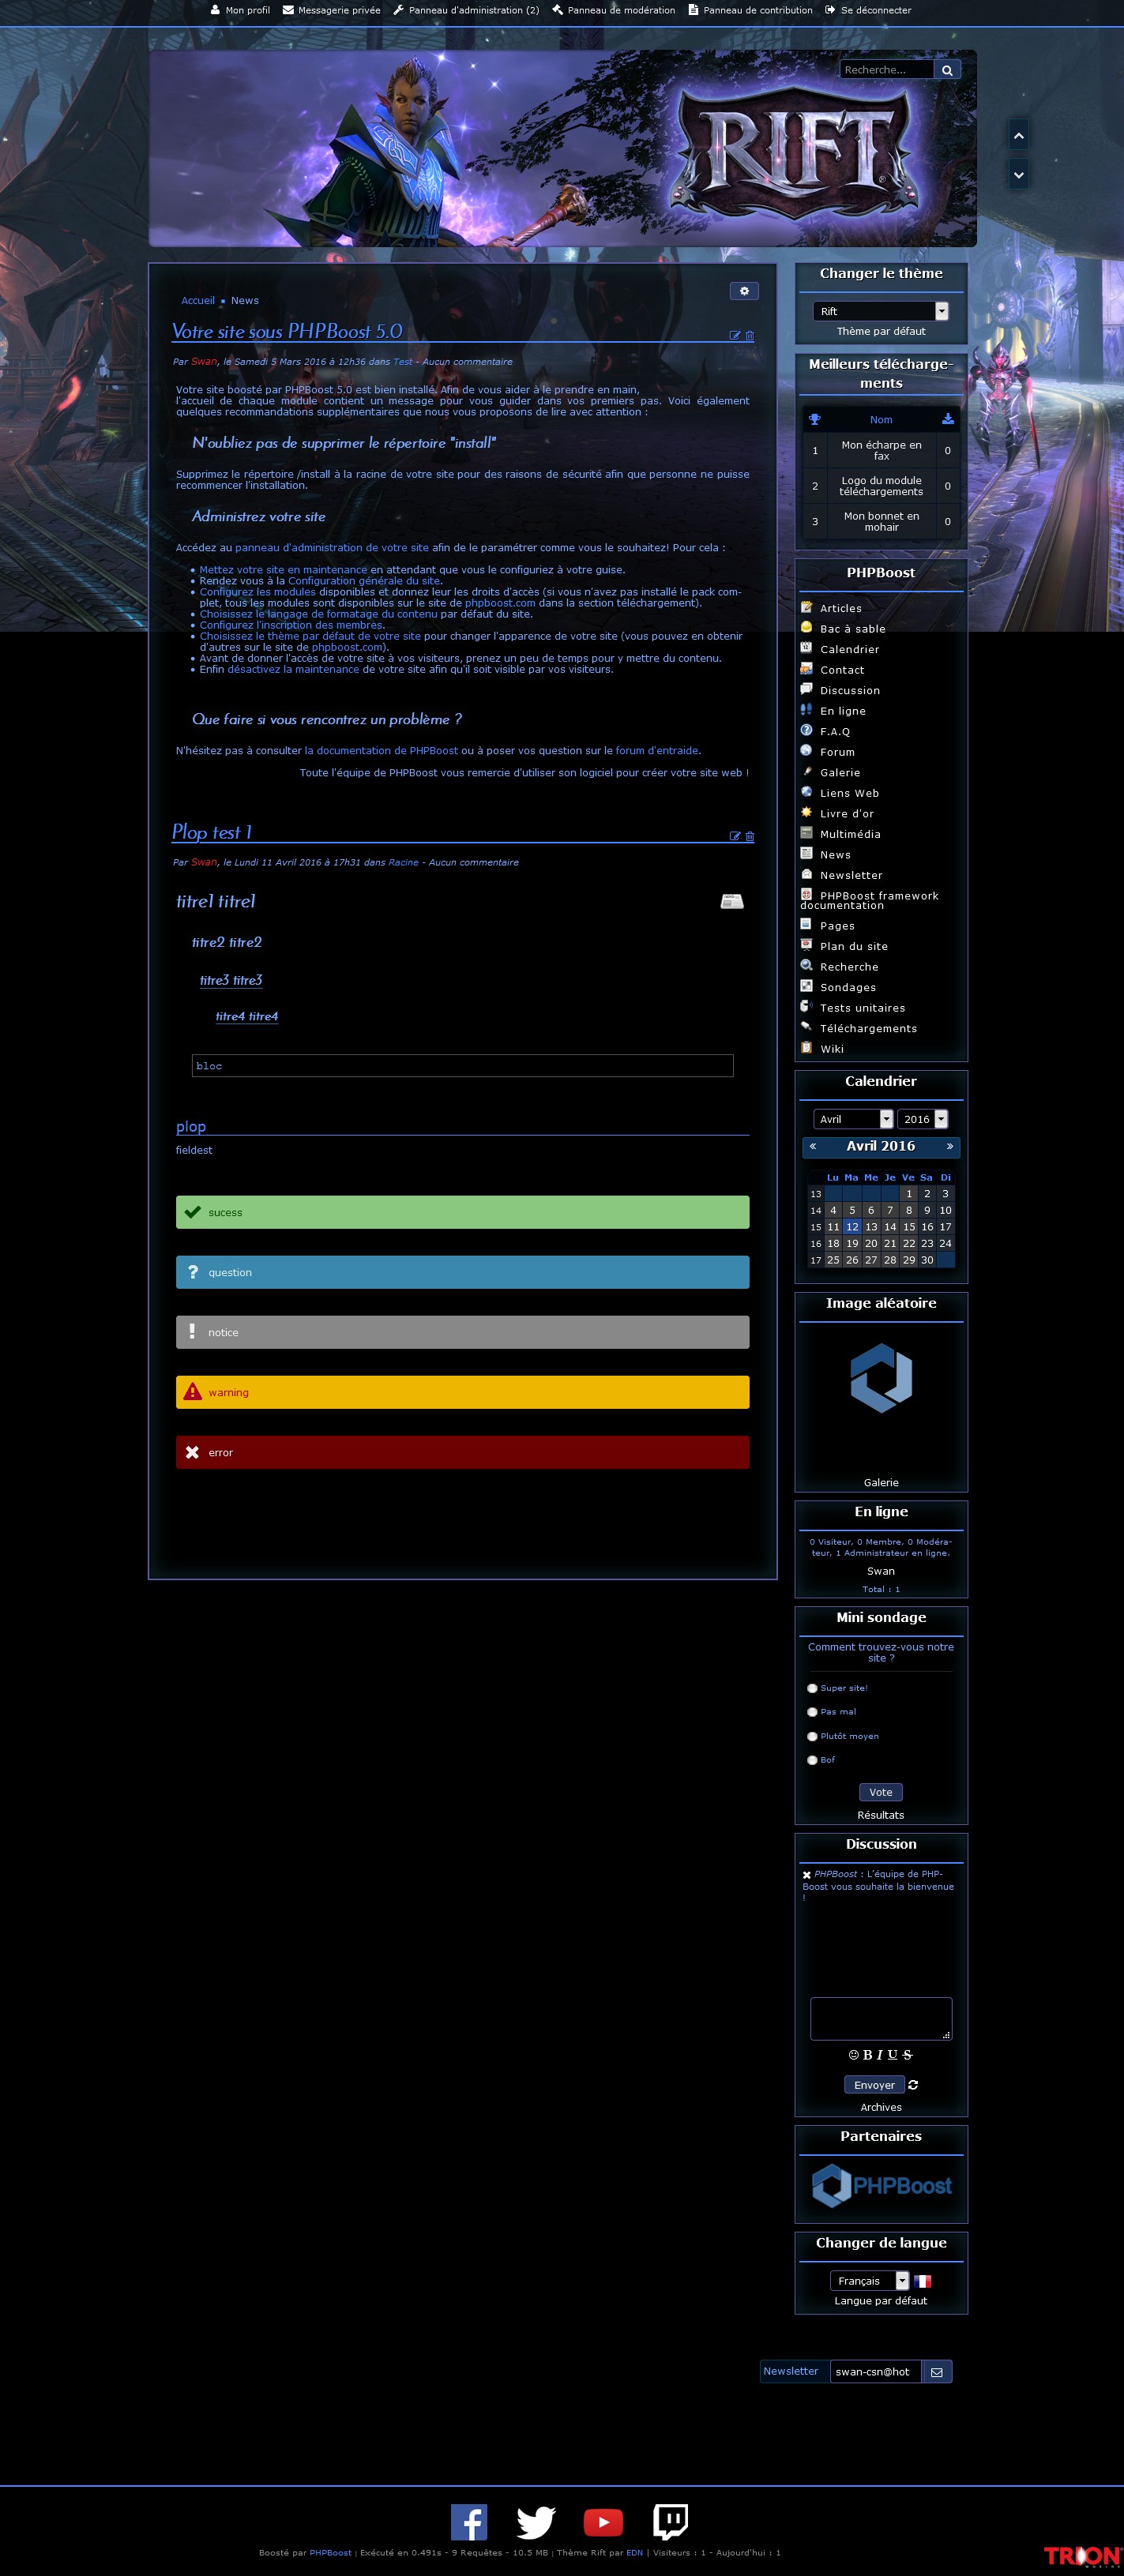 Mon profil Messagerie privée Panneau d'administration (2) Panneau de modération Panneau de contribution Se déconnecter
Recherche...
RIFT
Accueil News
Votre site sous PHPBoost 5.0
Par Swan, le Samedi 5 Mars 2016 à 12h36 dans Test - Aucun commentaire
Votre site boosté par PHPBoost 5.0 est bien installé. Afin de vous aider à le prendre en main,
l'accueil de chaque module contient un message pour vous guider dans vos premiers pas. Voici également
quelques recommandations supplémentaires que nous vous proposons de lire avec attention :
N'oubliez pas de supprimer le répertoire "install"
Supprimez le répertoire /install à la racine de votre site pour des raisons de sécurité afin que personne ne puisse
recommencer l'installation.
Administrez votre site
Accédez au panneau d'administration de votre site afin de le paramétrer comme vous le souhaitez! Pour cela :
• Mettez votre site en maintenance en attendant que vous le configuriez à votre guise.
• Rendez vous à la Configuration générale du site.
• Configurez les modules disponibles et donnez leur les droits d'accès (si vous n'avez pas installé le pack com-
plet, tous les modules sont disponibles sur le site de phpboost.com dans la section téléchargement).
• Choisissez le langage de formatage du contenu par défaut du site.
• Configurez l'inscription des membres.
• Choisissez le thème par défaut de votre site pour changer l'apparence de votre site (vous pouvez en obtenir
d'autres sur le site de phpboost.com).
• Avant de donner l'accès de votre site à vos visiteurs, prenez un peu de temps pour y mettre du contenu.
• Enfin désactivez la maintenance de votre site afin qu'il soit visible par vos visiteurs.
Que faire si vous rencontrez un problème ?
N'hésitez pas à consulter la documentation de PHPBoost ou à poser vos question sur le forum d'entraide.
Toute l'équipe de PHPBoost vous remercie d'utiliser son logiciel pour créer votre site web !
Plop test 1
Par Swan, le Lundi 11 Avril 2016 à 17h31 dans Racine - Aucun commentaire
titre1 titre1
titre2 titre2
titre3 titre3
titre4 titre4
bloc
plop
fieldest
sucess
question
notice
warning
error
Changer le thème
Rift
Thème par défaut
Meilleurs télécharge-
ments
Nom
1 Mon écharpe en fax 0
2 Logo du module téléchargements 0
3 Mon bonnet en mohair 0
PHPBoost
Articles
Bac à sable
Calendrier
Contact
Discussion
En ligne
F.A.Q
Forum
Galerie
Liens Web
Livre d'or
Multimédia
News
Newsletter
PHPBoost framework
documentation
Pages
Plan du site
Recherche
Sondages
Tests unitaires
Téléchargements
Wiki
Calendrier
Avril 2016
« Avril 2016 »
Lu Ma Me Je Ve Sa Di
13 1 2 3
14 4 5 6 7 8 9 10
15 11 12 13 14 15 16 17
16 18 19 20 21 22 23 24
17 25 26 27 28 29 30
Image aléatoire
Galerie
En ligne
0 Visiteur, 0 Membre, 0 Modéra-
teur, 1 Administrateur en ligne.
Swan
Total : 1
Mini sondage
Comment trouvez-vous notre
site ?
Super site!
Pas mal
Plutôt moyen
Bof
Vote
Résultats
Discussion
PHPBoost : L'équipe de PHP-
Boost vous souhaite la bienvenue
!
B I U S
Envoyer
Archives
Partenaires
PHPBoost
Changer de langue
Français
Langue par défaut
Newsletter swan-csn@hot
Boosté par PHPBoost | Exécuté en 0.491s - 9 Requêtes - 10.5 MB | Thème Rift par EDN | Visiteurs : 1 - Aujourd'hui : 1
TRION